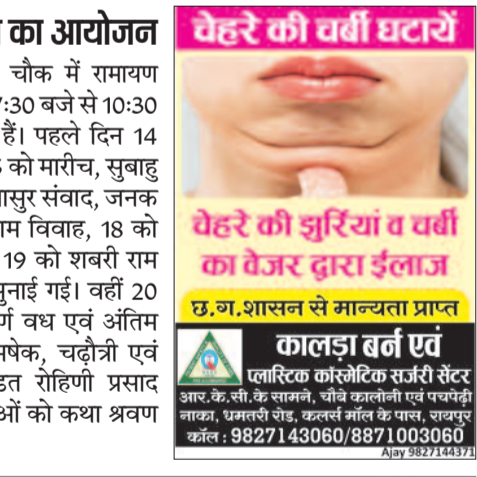 का आयोजन
चौक में रामायण
:30 बजे से 10:30
हैं। पहले दिन 14
को मारीच, सुबाहु
संवाद, जनक
विवाह, 18 को
19 को शबरी राम
सुनाई गई। वहीं 20
वध एवं अंतिम
चढ़ौत्री एवं
रोहिणी प्रसाद
को कथा श्रवण
चेहरे की चर्बी घटायें
चेहरे की झुर्रियां व चर्बी
का वेजर द्वारा ईलाज
छ.ग.शासन से मान्यता प्राप्त
कालड़ा बर्न एवं
प्लास्टिक कॉस्मेटिक सर्जरी सेंटर
आर.के.सी.के सामने, चौबे कालोनी एवं पचपेढ़ी
नाका, धमतरी रोड, कलर्स मॉल के पास, रायपुर
कॉल : 9827143060/8871003060
Ajay 9827144371